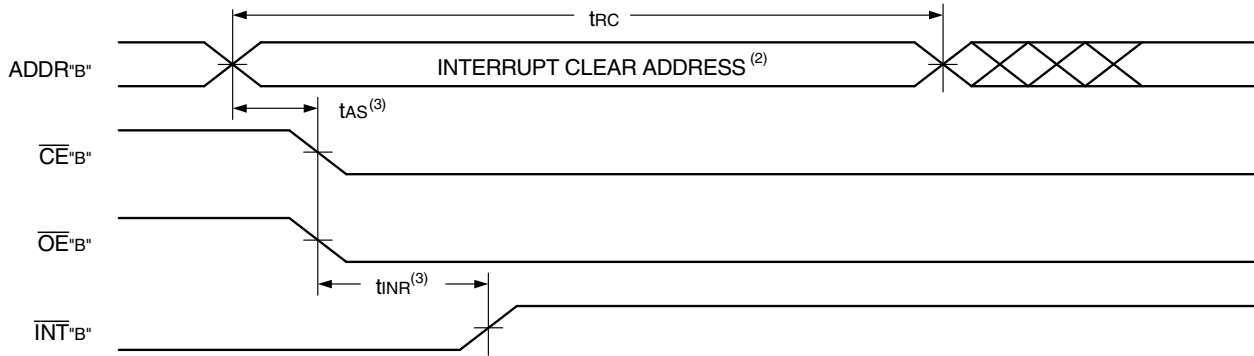 tRC
ADDR"B"
INTERRUPT CLEAR ADDRESS (2)
tAS(3)
CE"B"
OE"B"
tINR(3)
INT"B"